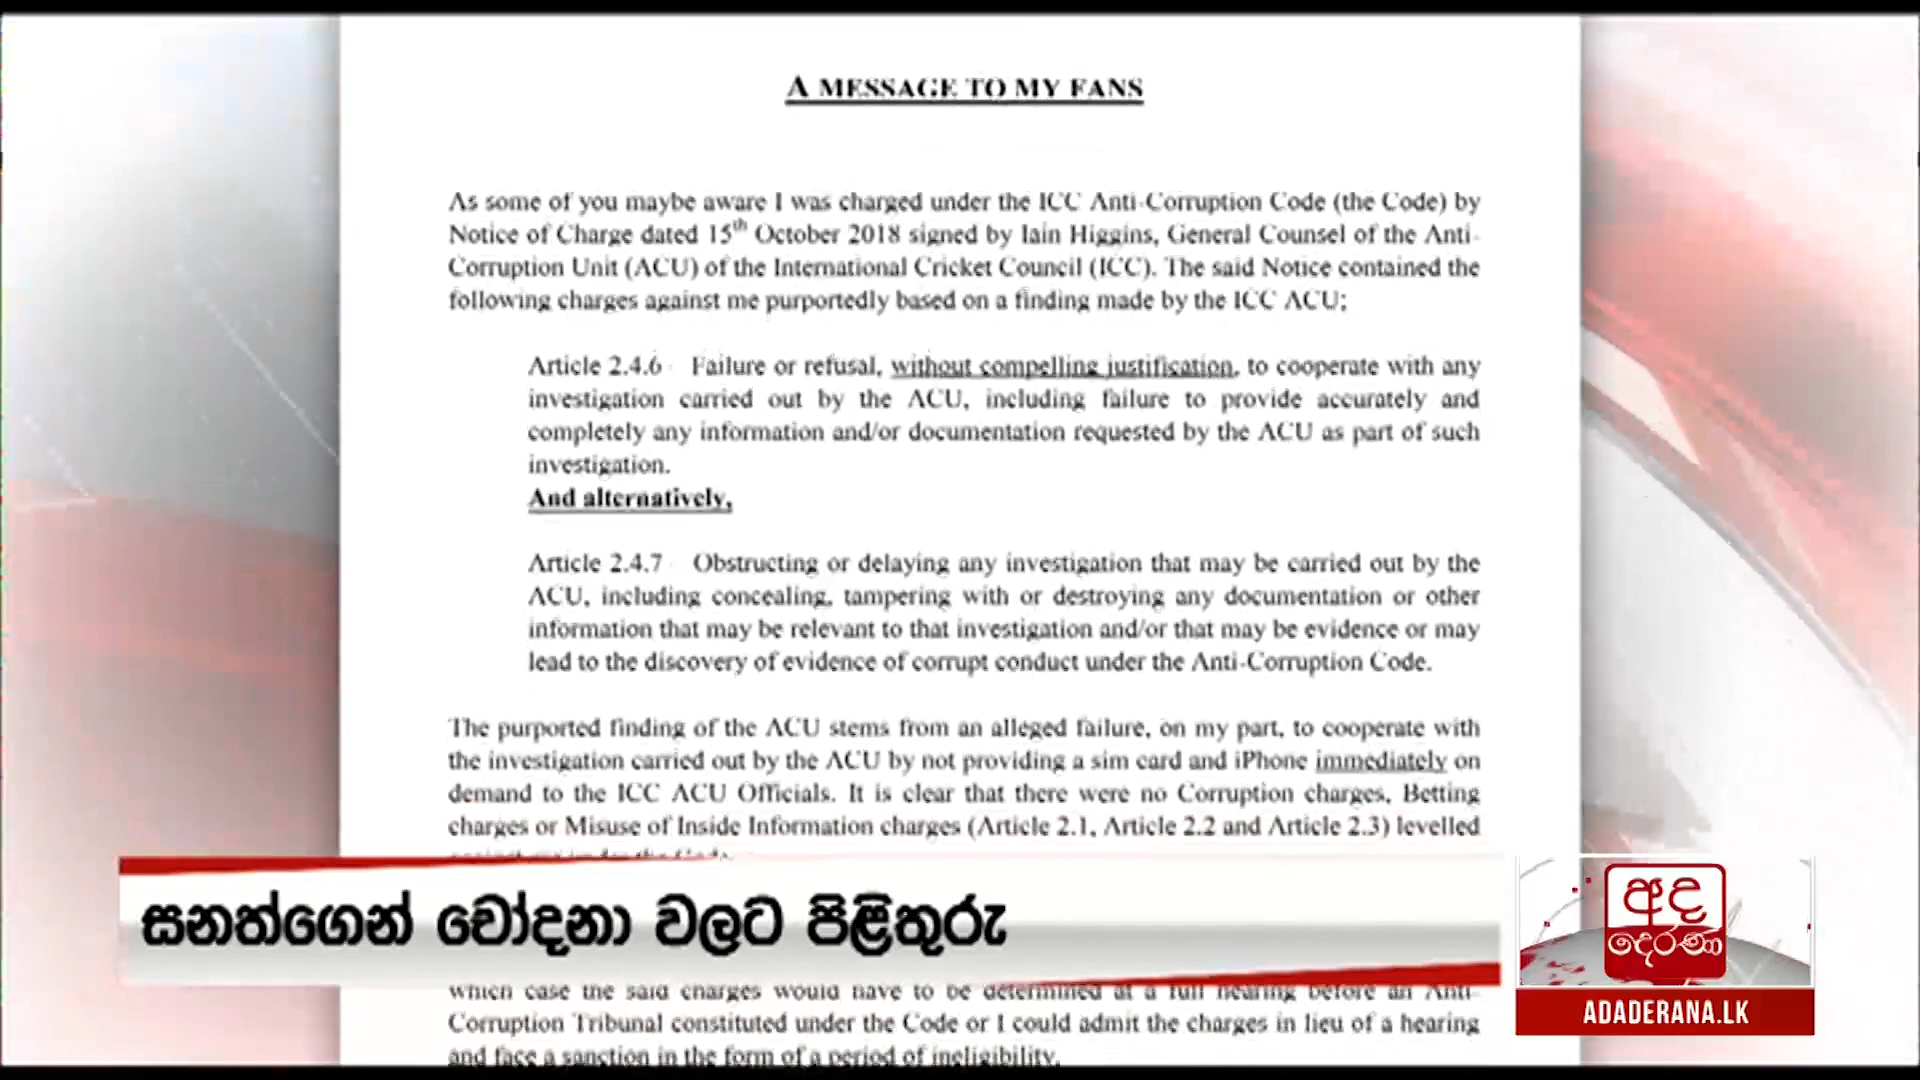 A MESSAGE TO MY FANS
As some of you maybe aware I was charged under the ICC Anti-Corruption Code (the Code) by
Notice of Charge dated 15th October 2018 signed by Iain Higgins, General Counsel of the Anti-
Corruption Unit (ACU) of the International Cricket Council (ICC). The said Notice contained the
following charges against me purportedly based on a finding made by the ICC ACU;
Article 2.4.6 Failure or refusal, without compelling justification, to cooperate with any
investigation carried out by the ACU, including failure to provide accurately and
completely any information and/or documentation requested by the ACU as part of such
investigation.
And alternatively,
Article 2.4.7 Obstructing or delaying any investigation that may be carried out by the
ACU, including concealing, tampering with or destroying any documentation or other
information that may be relevant to that investigation and/or that may be evidence or may
lead to the discovery of evidence of corrupt conduct under the Anti-Corruption Code.
The purported finding of the ACU stems from an alleged failure, on my part, to cooperate with
the investigation carried out by the ACU by not providing a sim card and iPhone immediately on
demand to the ICC ACU Officials. It is clear that there were no Corruption charges, Betting
charges or Misuse of Inside Information charges (Article 2.1, Article 2.2 and Article 2.3) levelled
සනත්ගෙන් චෝදනා වලට පිළිතුරු
අද
දෙරණ
ADADERANA.LK
which case the said charges would have to be determined at a full hearing before an Anti-
Corruption Tribunal constituted under the Code or I could admit the charges in lieu of a hearing
and face a sanction in the form of a period of ineligibility.